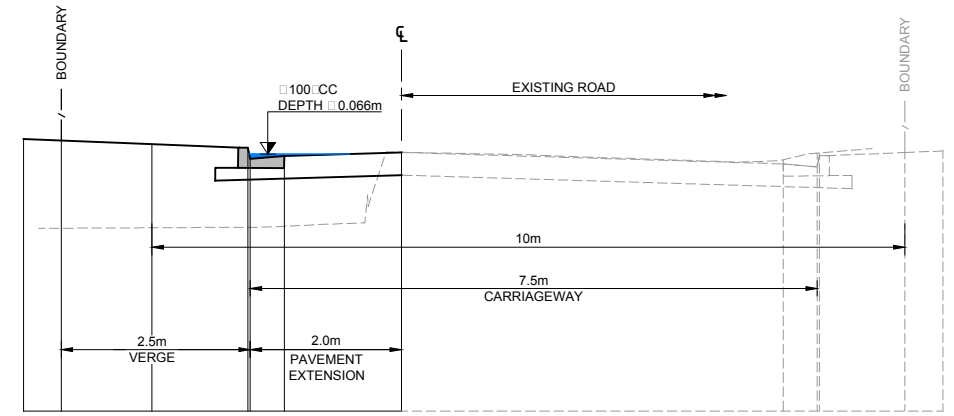 BOUNDARY
℄
BOUNDARY
□100□CC
DEPTH □ 0.066m
EXISTING ROAD
10m
7.5m
CARRIAGEWAY
2.5m
VERGE
2.0m
PAVEMENT
EXTENSION